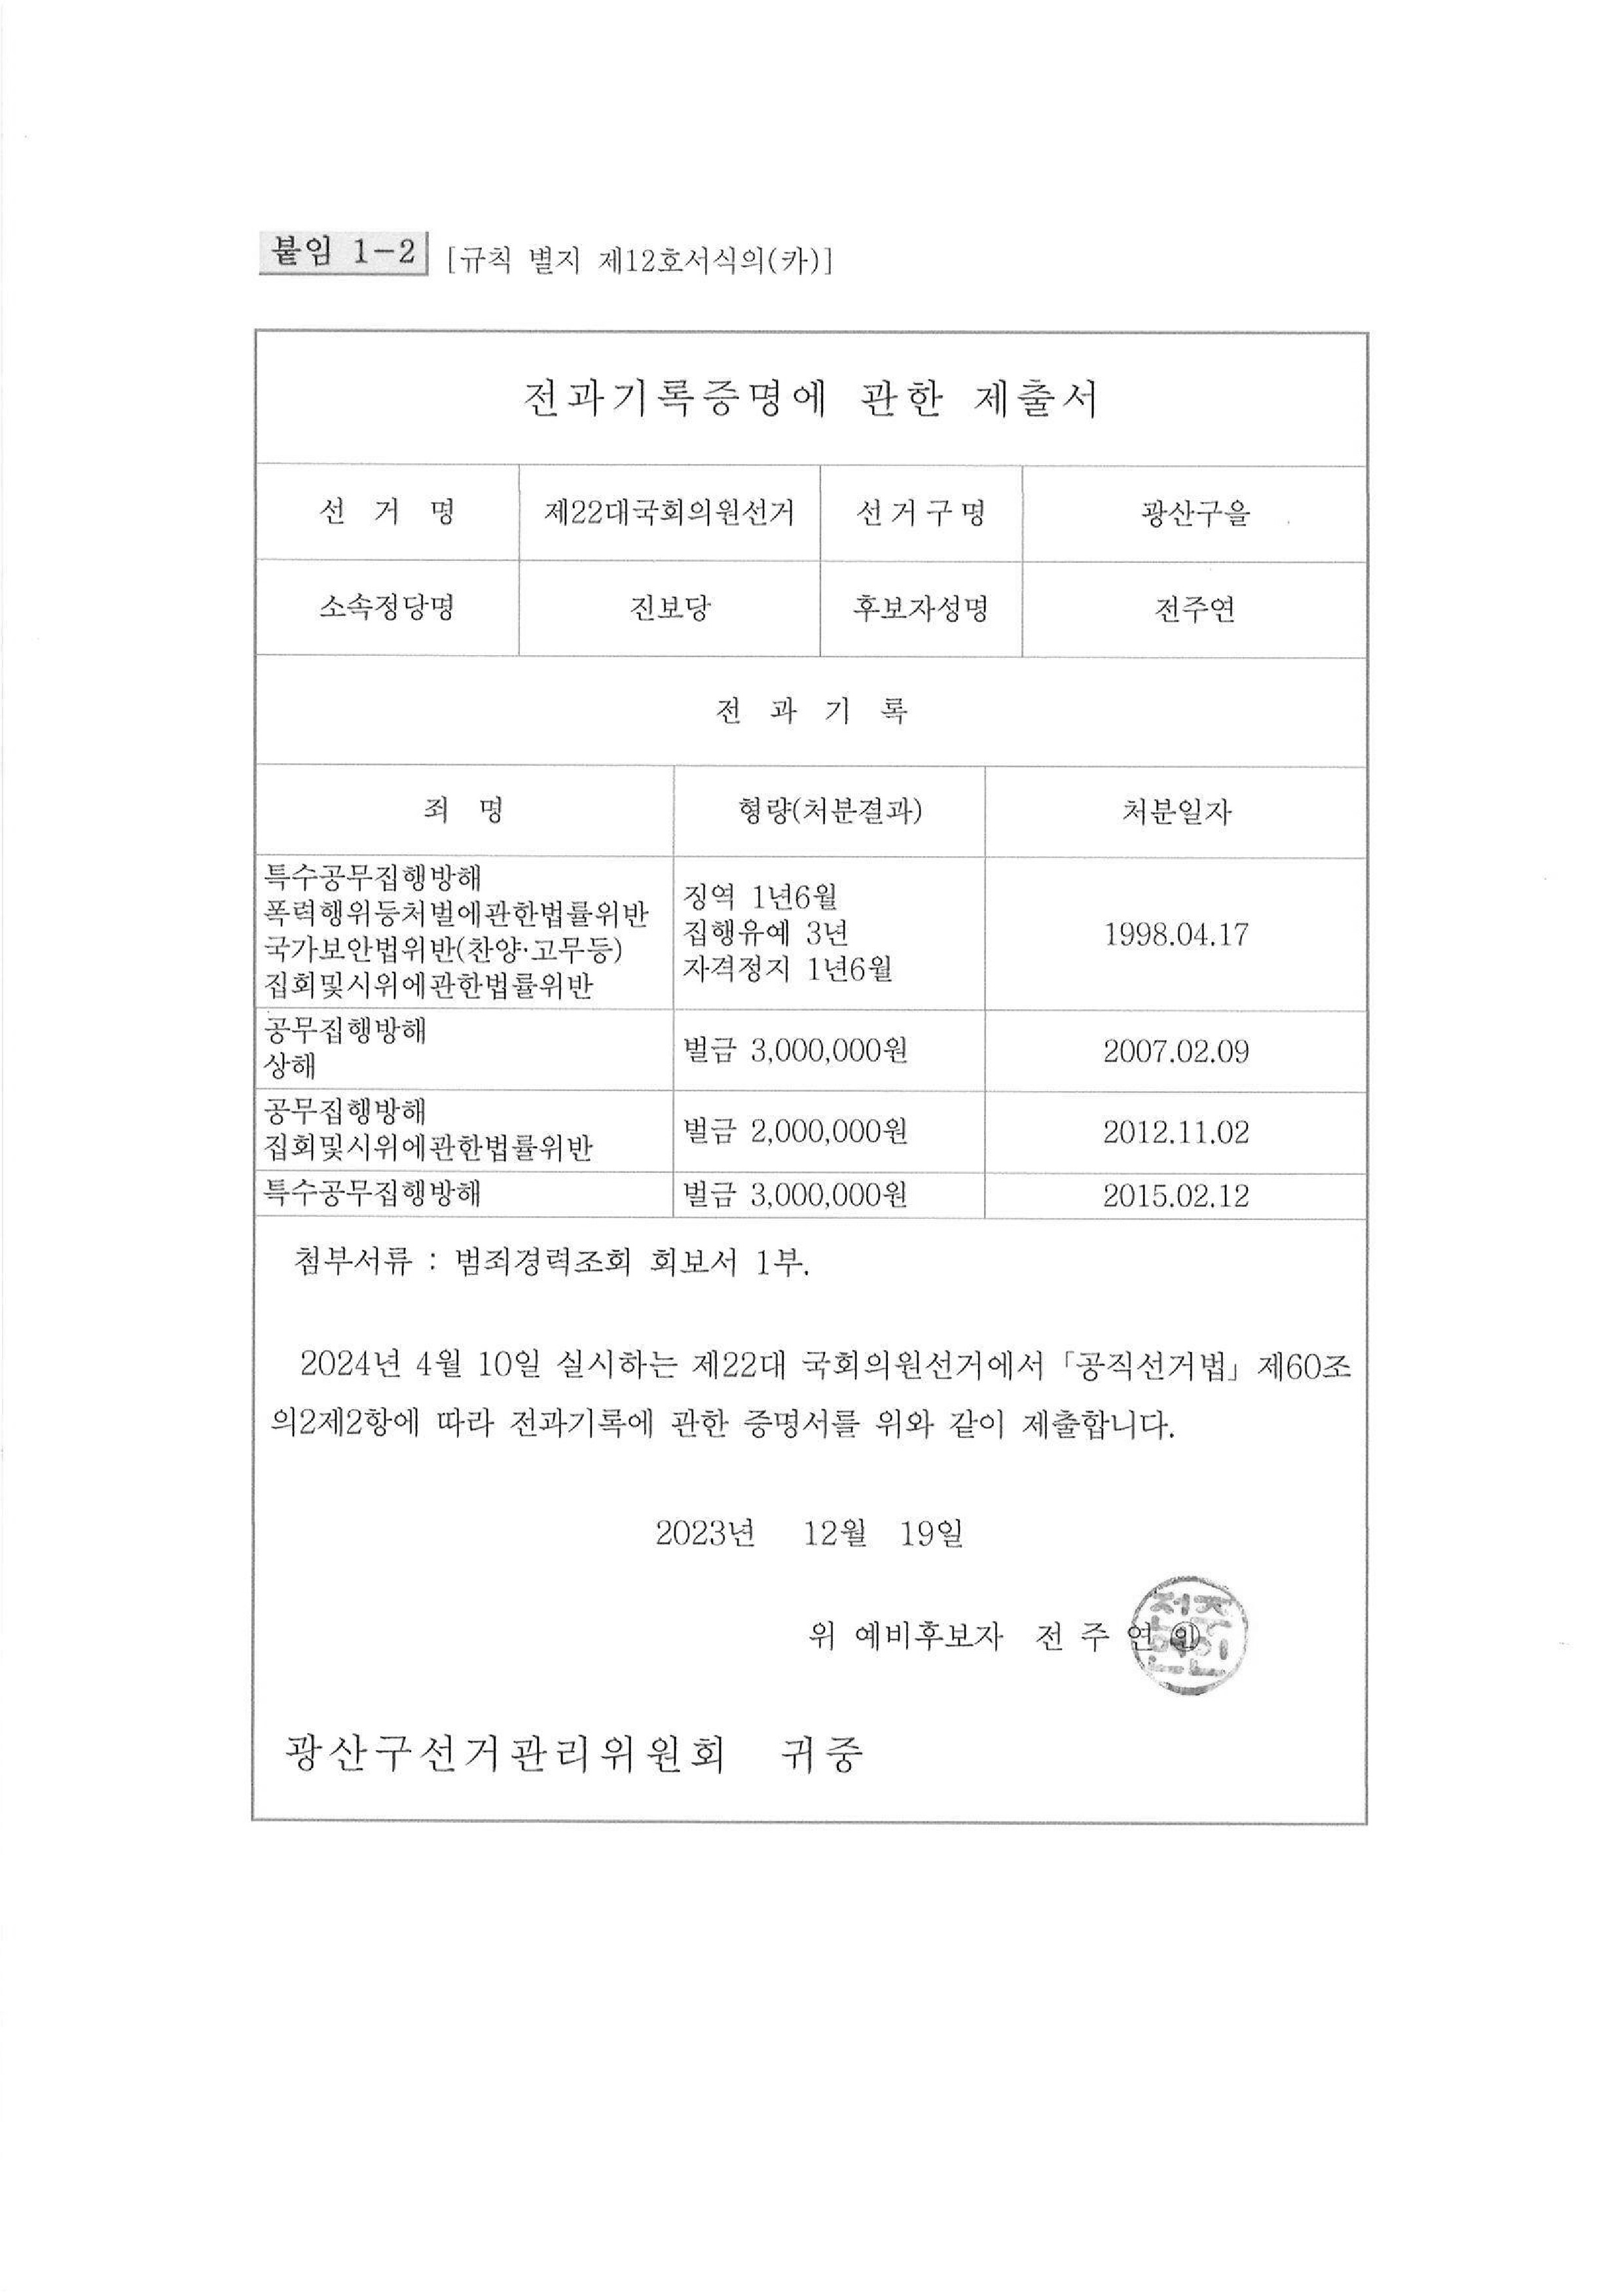 붙임 1-2 [규칙 별지 제12호서식의(카)]
전과기록증명에 관한 제출서
선 거 명 제22대국회의원선거 선거구명 광산구을
소속정당명 진보당 후보자성명 전주연
전 과 기 록
죄 명 형량(처분결과) 처분일자
특수공무집행방해
폭력행위등처벌에관한법률위반
국가보안법위반(찬양·고무등)
집회및시위에관한법률위반
징역 1년6월
집행유예 3년
자격정지 1년6월
1998.04.17
공무집행방해
상해
벌금 3,000,000원
2007.02.09
공무집행방해
집회및시위에관한법률위반
벌금 2,000,000원
2012.11.02
특수공무집행방해 벌금 3,000,000원 2015.02.12
첨부서류 : 범죄경력조회 회보서 1부.
2024년 4월 10일 실시하는 제22대 국회의원선거에서 「공직선거법」 제60조
의2제2항에 따라 전과기록에 관한 증명서를 위와 같이 제출합니다.
2023년 12월 19일
위 예비후보자 전 주 연 ㊞
전주
연인
광산구선거관리위원회 귀중